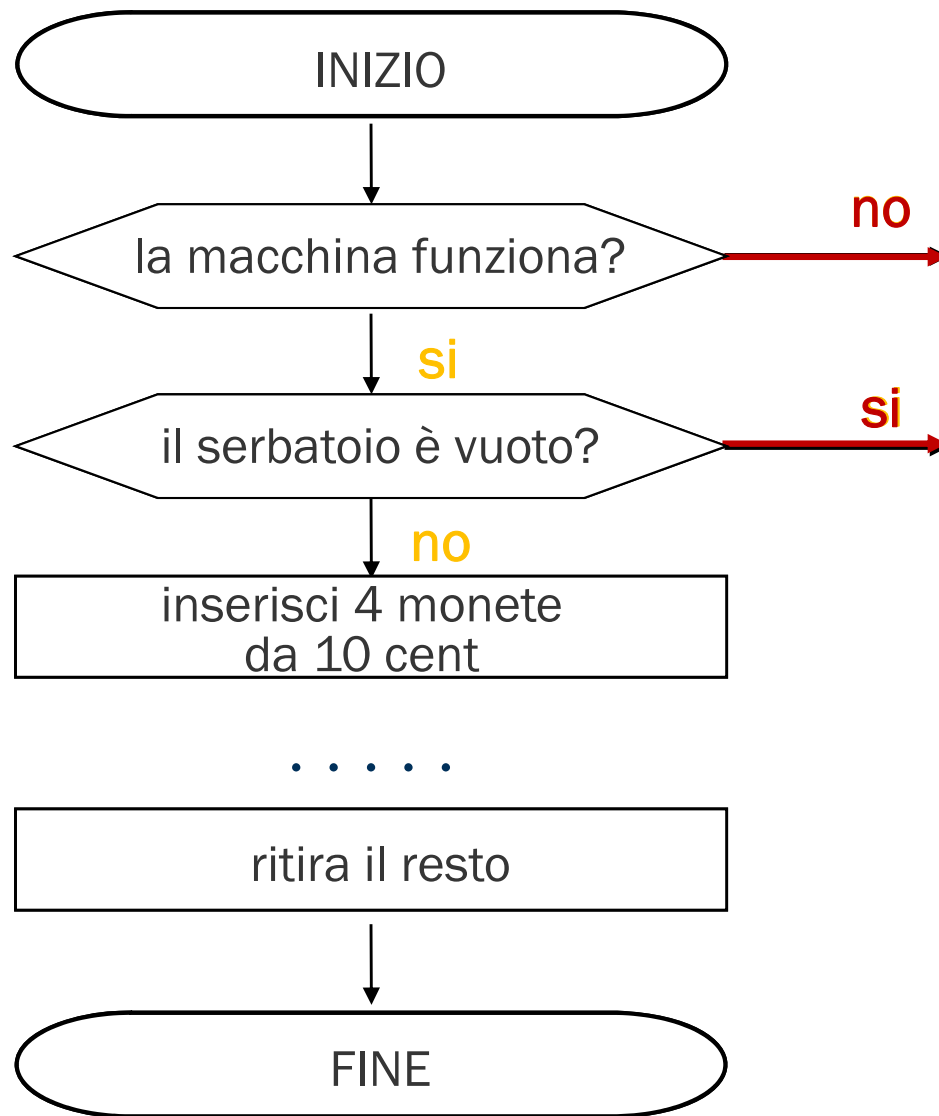 INIZIO
no
la macchina funziona?
si
si
il serbatoio è vuoto?
no
inserisci 4 monete
da 10 cent
. . . . .
ritira il resto
FINE